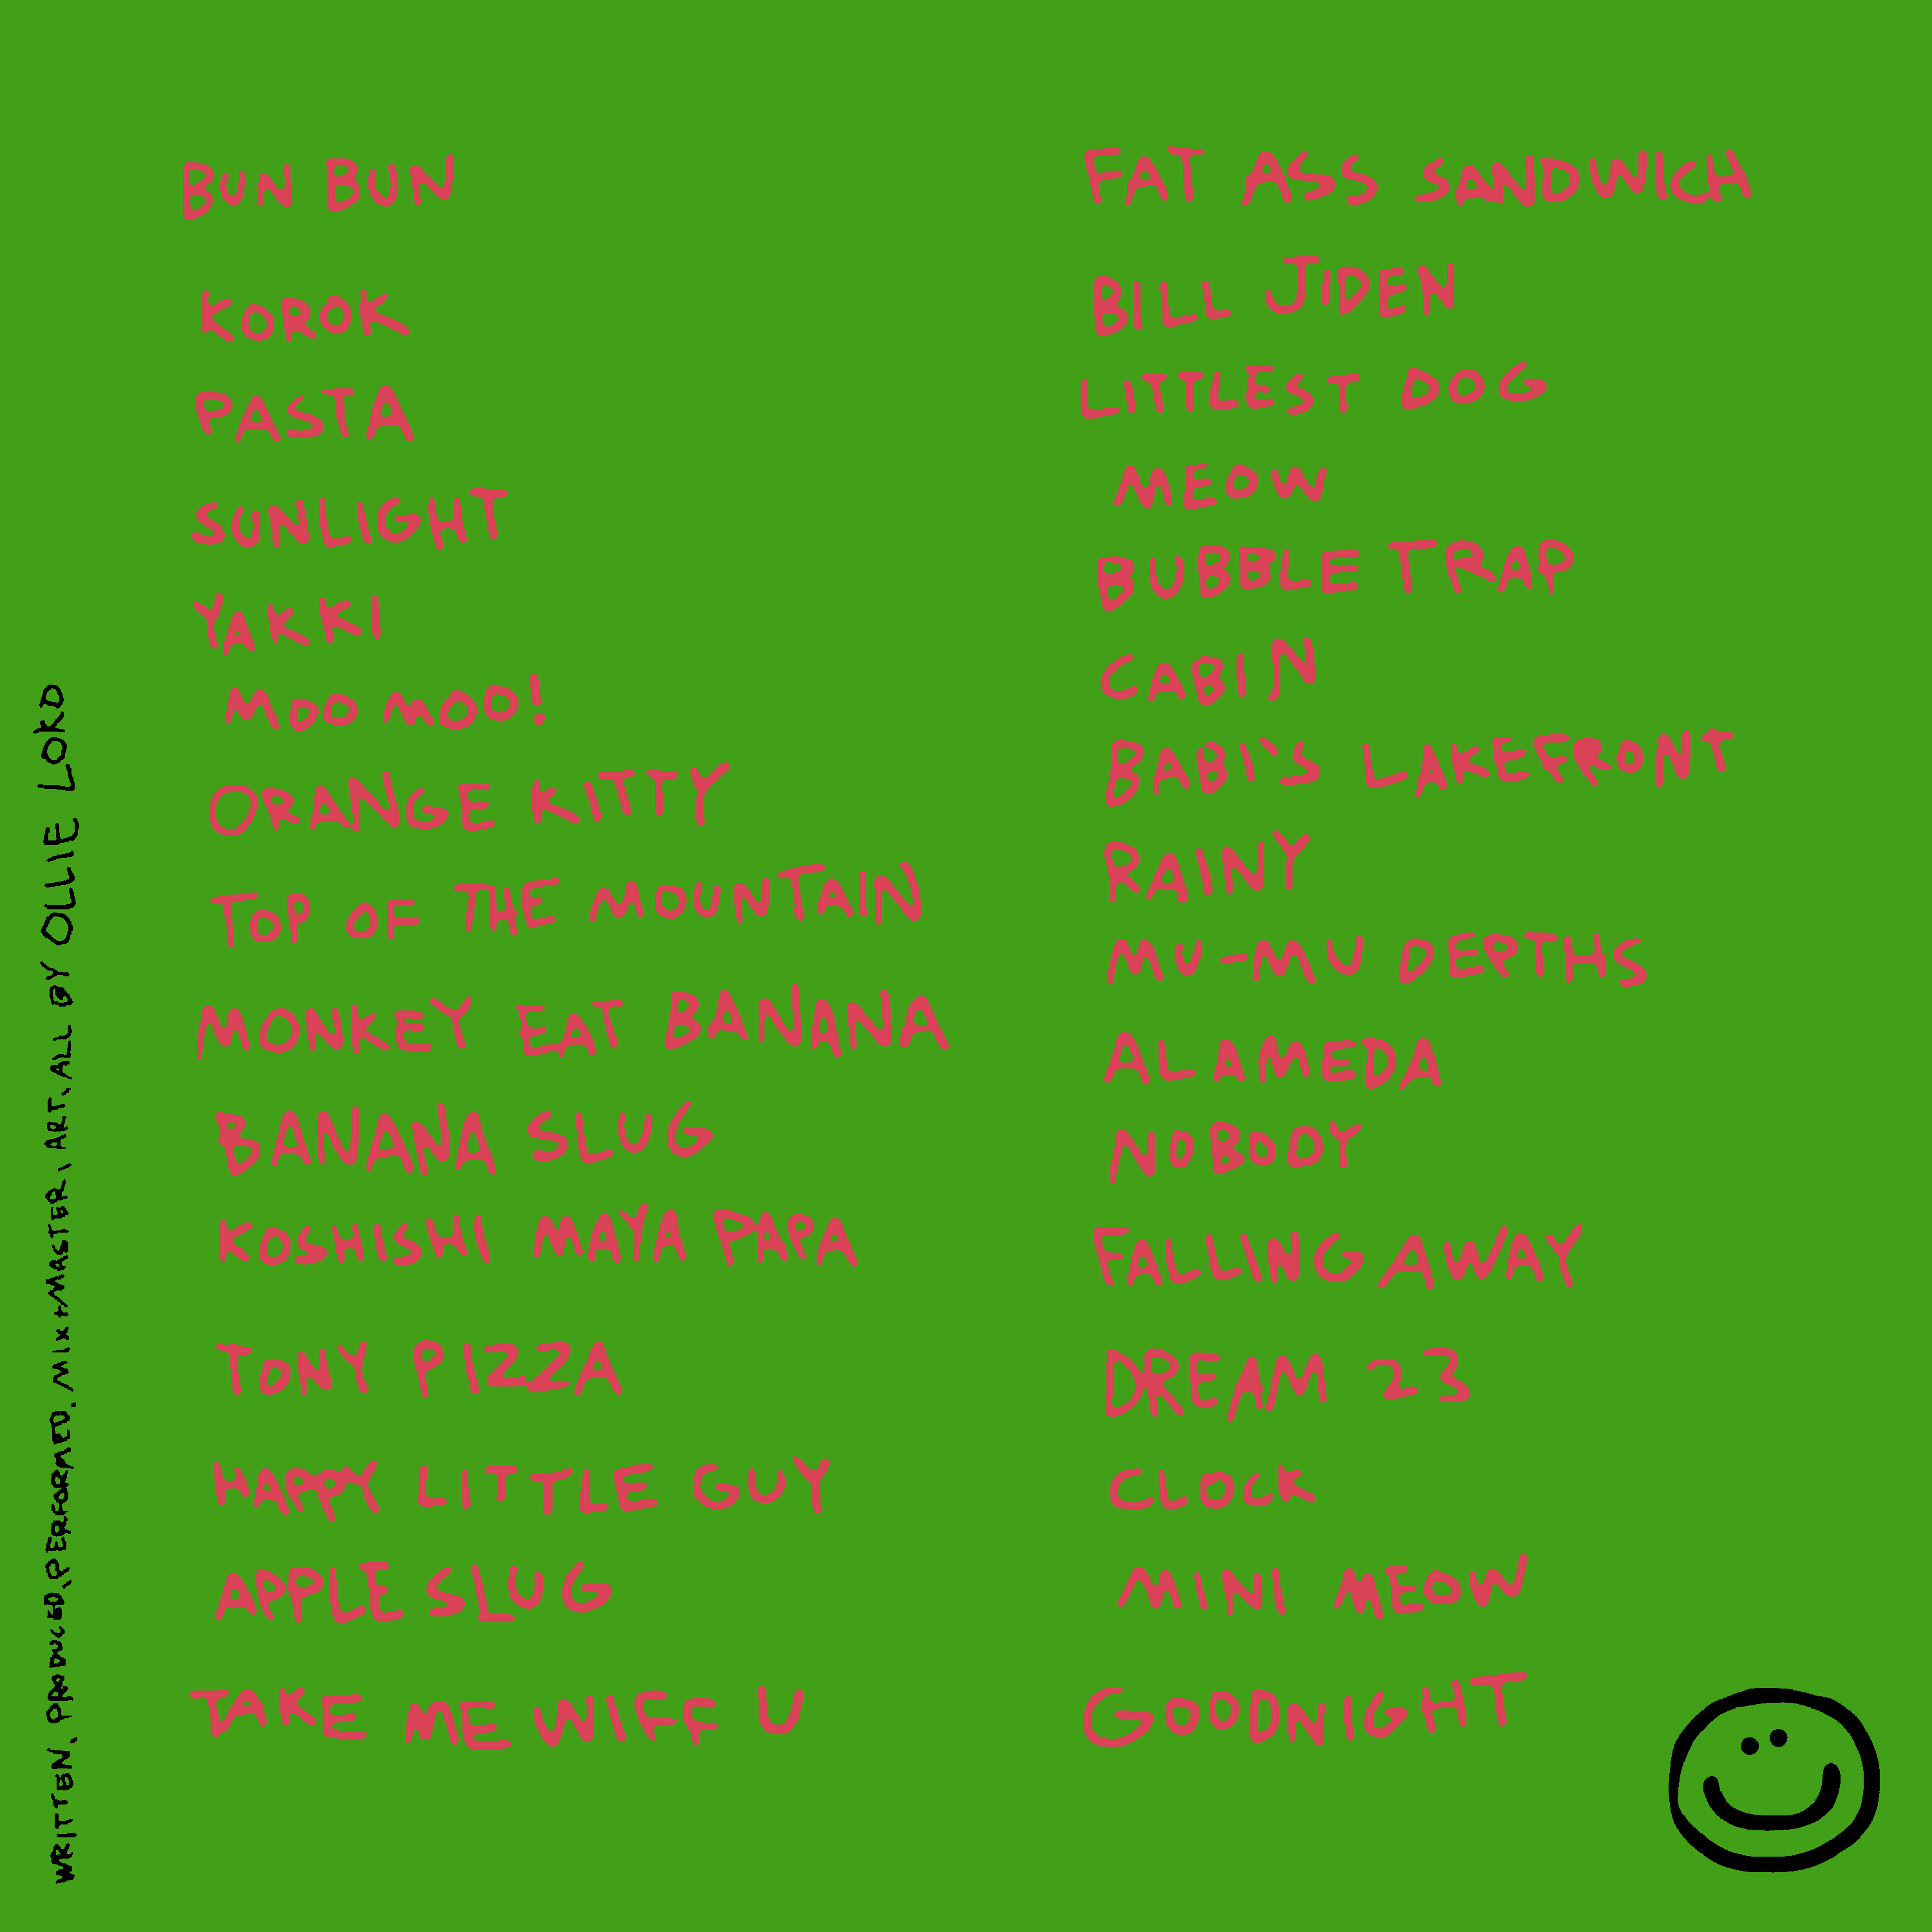 BUN BUN
KOROK
PASTA
SUNLIGHT
YAKKI
MOO MOO!
ORANGE KITTY
TOP OF THE MOUNTAIN
MONKEY EAT BANANA
BANANA SLUG
KOSHISHI MAYA PAPA
TONY PIZZA
HAPPY LITTLE GUY
APPLE SLUG
TAKE ME WIFF U
FAT ASS SANDWICH
BILL JIDEN
LITTLEST DOG
MEOW
BUBBLE TRAP
CABIN
BABI'S LAKEFRONT
RAINY
MU-MU DEPTHS
ALAMEDA
NOBODY
FALLING AWAY
DREAM 23
CLOCK
MINI MEOW
GOODNIGHT
WRITTEN, PRODUCED, PERFORMED, MIX+MASTER, ART, ALL BY OLLIE LOKD